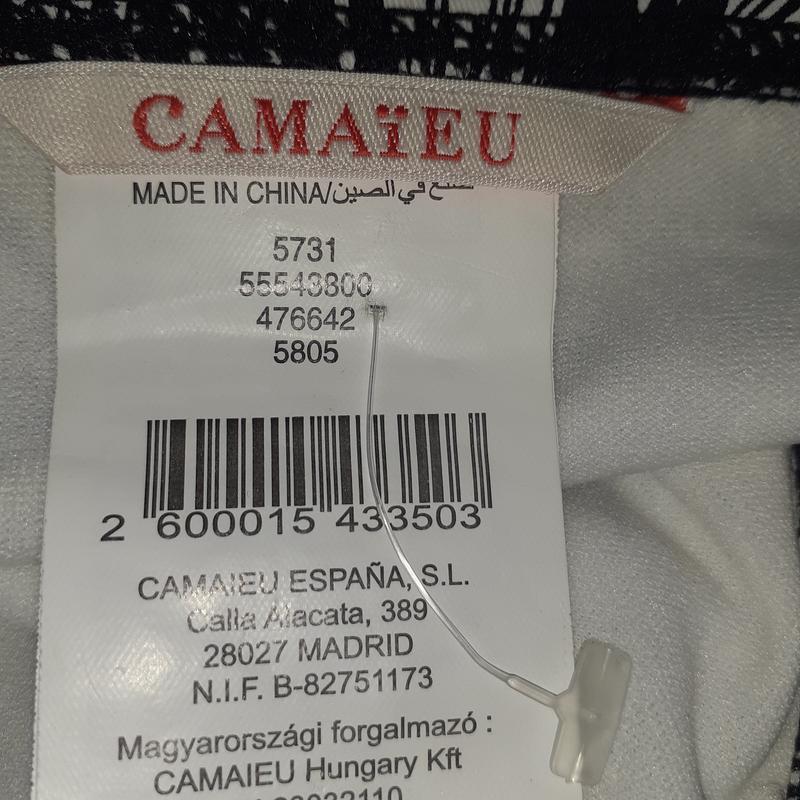 CAMAïEU
MADE IN CHINA/صنع في الصين
5731
55543800
476642
5805
2 600015 433503
CAMAIEU ESPAÑA, S.L.
Calla Alacata, 389
28027 MADRID
N.I.F. B-82751173
Magyarországi forgalmazó :
CAMAIEU Hungary Kft